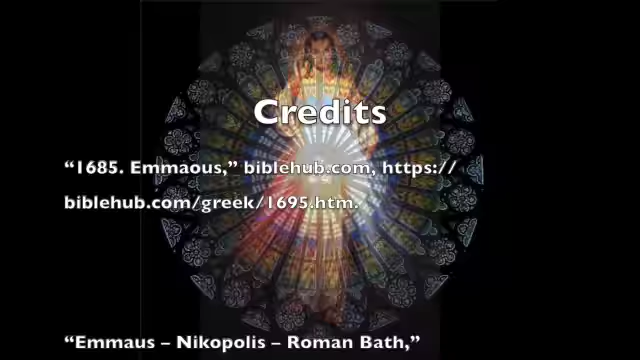 Credits
“1685. Emmaous,” biblehub.com, https://
biblehub.com/greek/1695.htm.
“Emmaus – Nikopolis – Roman Bath,”